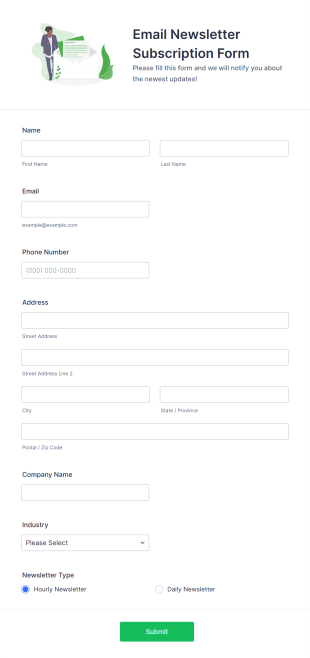 Email Newsletter
Subscription Form
Please fill this form and we will notify you about
the newest updates!
Name
First Name
Last Name
Email
example@example.com
Phone Number
(000) 000-0000
Address
Street Address
Street Address Line 2
City
State / Province
Postal / Zip Code
Company Name
Industry
Please Select
Newsletter Type
Hourly Newsletter
Daily Newsletter
Submit